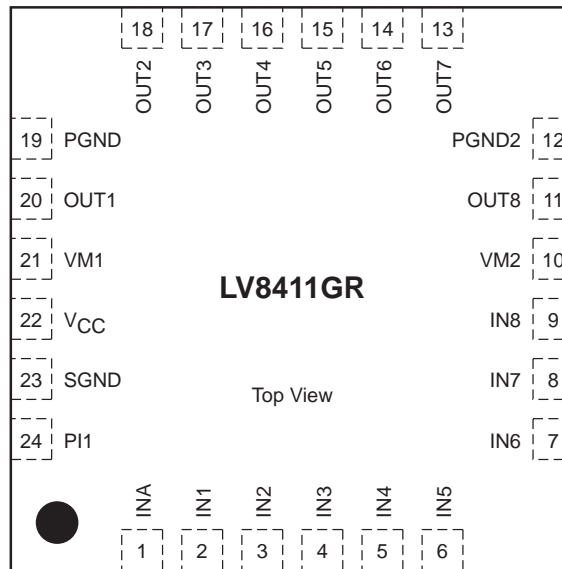 18 17 16 15 14 13
OUT2 OUT3 OUT4 OUT5 OUT6 OUT7
19 PGND PGND2 12
20 OUT1 OUT8 11
21 VM1 VM2 10
LV8411GR
22 VCC IN8 9
23 SGND IN7 8
Top View
24 PI1 IN6 7
INA IN1 IN2 IN3 IN4 IN5
1 2 3 4 5 6